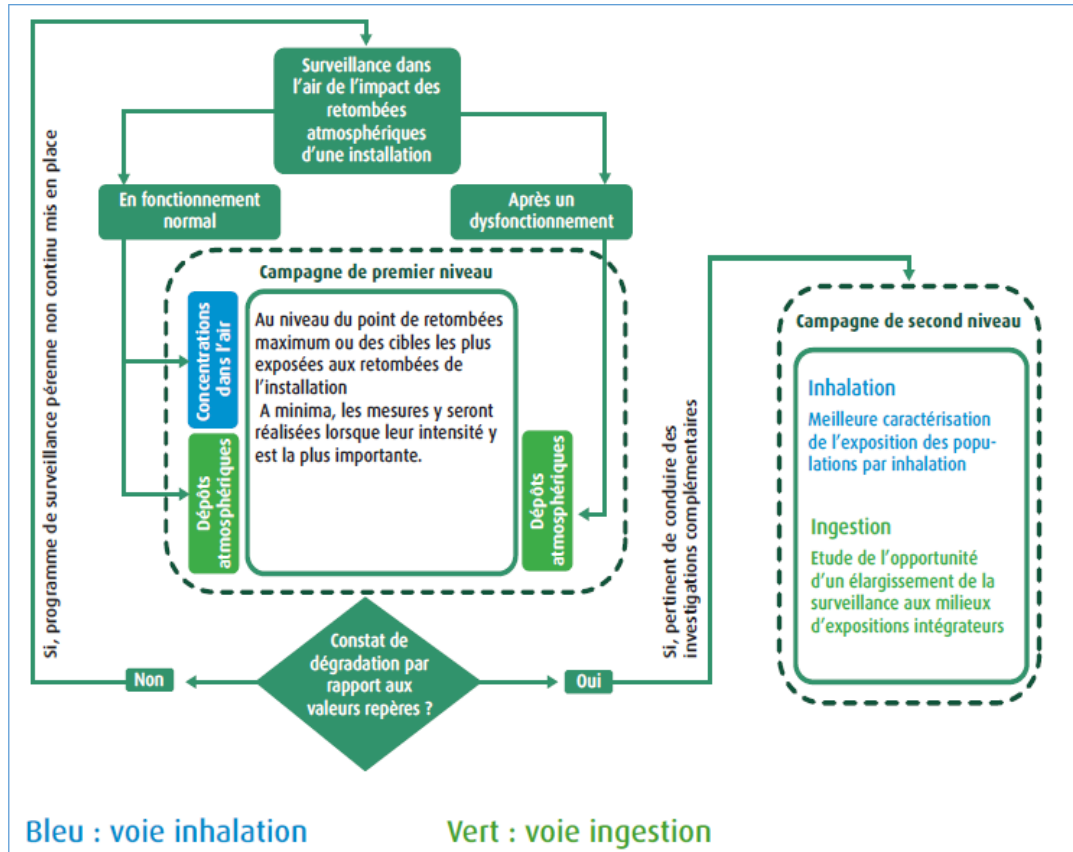 Surveillance dans
l'air de l'impact des
retombées
atmosphériques
d'une installation
En fonctionnement
normal
Après un
dysfonctionnement
Campagne de premier niveau
Concentrations
dans l'air
Dépôts
atmosphériques
Au niveau du point de retombées
maximum ou des cibles les plus
exposées aux retombées de
l'installation
A minima, les mesures y seront
réalisées lorsque leur intensité y
est la plus importante.
Dépôts
atmosphériques
Constat de
dégradation par
rapport aux
valeurs repères ?
Non
Oui
Si, programme de surveillance pérenne non continu mis en place
Si, pertinent de conduire des
investigations complémentaires
Campagne de second niveau
Inhalation
Meilleure caractérisation
de l'exposition des popu-
lations par inhalation
Ingestion
Etude de l'opportunité
d'un élargissement de la
surveillance aux milieux
d'expositions intégrateurs
Bleu : voie inhalation
Vert : voie ingestion